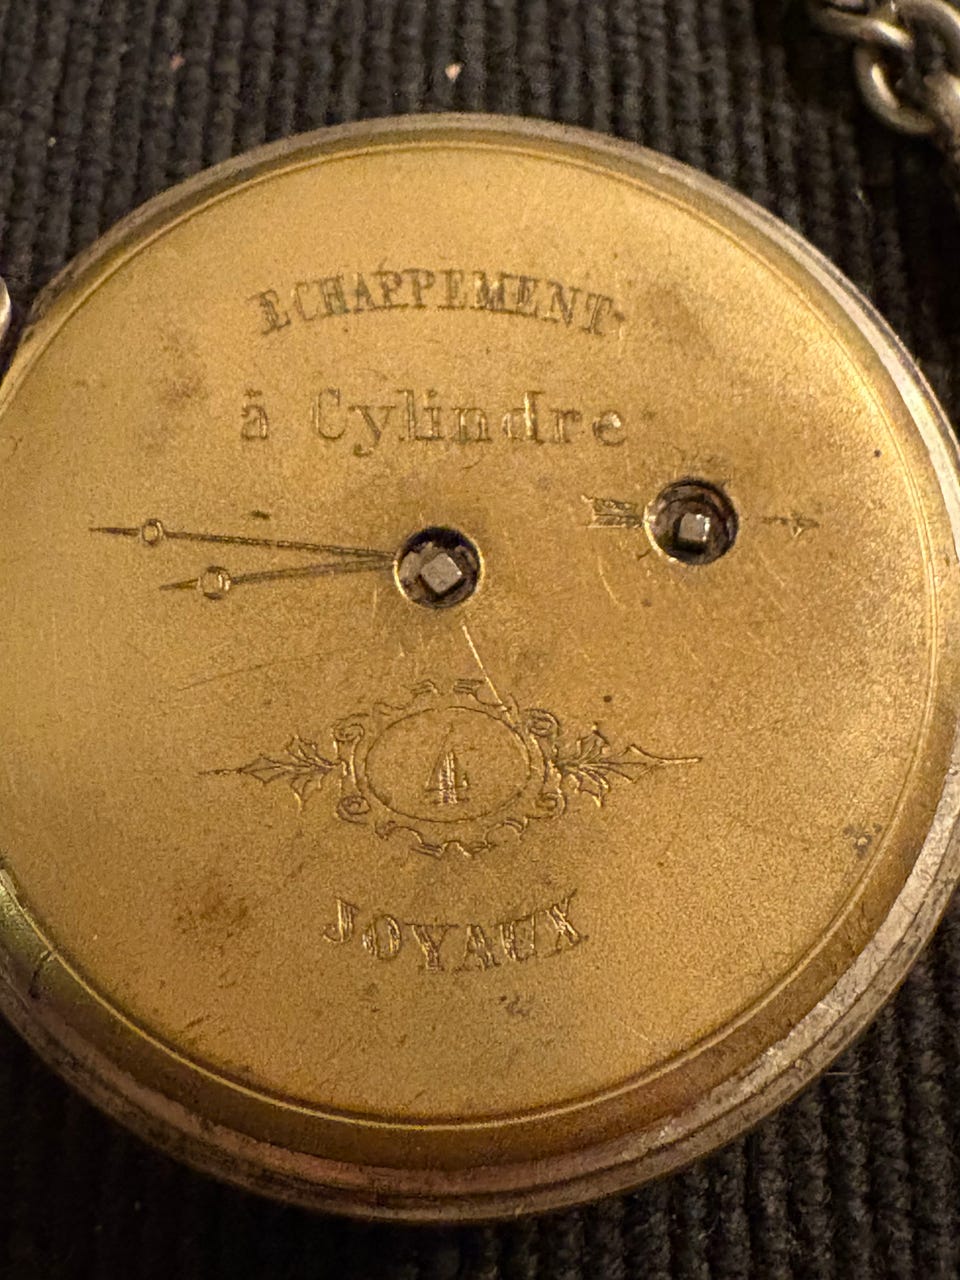 ECHAPPEMENT
à Cylindre
4
JOYAUX